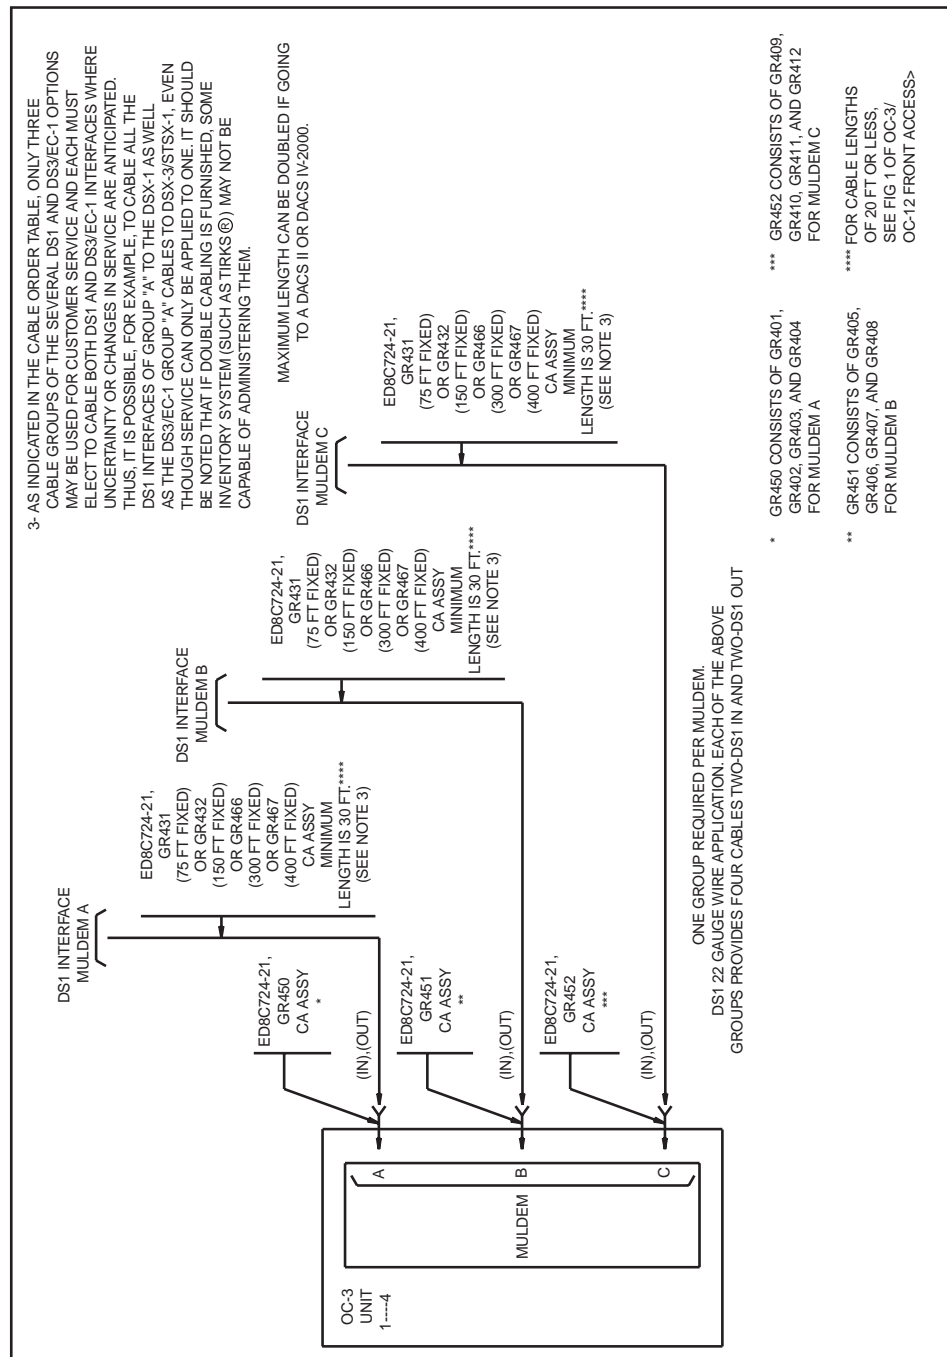 3- AS INDICATED IN THE CABLE ORDER TABLE, ONLY THREE
CABLE GROUPS OF THE SEVERAL DS1 AND DS3/EC-1 OPTIONS
MAY BE USED FOR CUSTOMER SERVICE AND EACH MUST
ELECT TO CABLE BOTH DS1 AND DS3/EC-1 INTERFACES WHERE
UNCERTAINTY OR CHANGES IN SERVICE ARE ANTICIPATED.
THUS, IT IS POSSIBLE, FOR EXAMPLE, TO CABLE ALL THE
DS1 INTERFACES OF GROUP "A" TO THE DSX-1 AS WELL
AS THE DS3/EC-1 GROUP "A" CABLES TO DSX-3/STSX-1, EVEN
THOUGH SERVICE CAN ONLY BE APPLIED TO ONE. IT SHOULD
BE NOTED THAT IF DOUBLE CABLING IS FURNISHED, SOME
INVENTORY SYSTEM (SUCH AS TIRKS ®) MAY NOT BE
CAPABLE OF ADMINISTERING THEM.
MAXIMUM LENGTH CAN BE DOUBLED IF GOING
TO A DACS II OR DACS IV-2000.
DS1 INTERFACE
MULDEM A
ED8C724-21,
GR431
(75 FT FIXED)
OR GR432
(150 FT FIXED)
OR GR466
(300 FT FIXED)
OR GR467
(400 FT FIXED)
CA ASSY
MINIMUM
LENGTH IS 30 FT.****
(SEE NOTE 3)
DS1 INTERFACE
MULDEM B
ED8C724-21,
GR431
(75 FT FIXED)
OR GR432
(150 FT FIXED)
OR GR466
(300 FT FIXED)
OR GR467
(400 FT FIXED)
CA ASSY
MINIMUM
LENGTH IS 30 FT.****
(SEE NOTE 3)
DS1 INTERFACE
MULDEM C
ED8C724-21,
GR431
(75 FT FIXED)
OR GR432
(150 FT FIXED)
OR GR466
(300 FT FIXED)
OR GR467
(400 FT FIXED)
CA ASSY
MINIMUM
LENGTH IS 30 FT.****
(SEE NOTE 3)
ED8C724-21,
GR450
CA ASSY
*
(IN),(OUT)
ED8C724-21,
GR451
CA ASSY
**
(IN),(OUT)
ED8C724-21,
GR452
CA ASSY
***
(IN),(OUT)
OC-3
UNIT
1----4
MULDEM
A
B
C
ONE GROUP REQUIRED PER MULDEM.
DS1 22 GAUGE WIRE APPLICATION. EACH OF THE ABOVE
GROUPS PROVIDES FOUR CABLES TWO-DS1 IN AND TWO-DS1 OUT
* GR450 CONSISTS OF GR401,
GR402, GR403, AND GR404
FOR MULDEM A
** GR451 CONSISTS OF GR405,
GR406, GR407, AND GR408
FOR MULDEM B
*** GR452 CONSISTS OF GR409,
GR410, GR411, AND GR412
FOR MULDEM C
**** FOR CABLE LENGTHS
OF 20 FT OR LESS,
SEE FIG 1 OF OC-3/
OC-12 FRONT ACCESS>